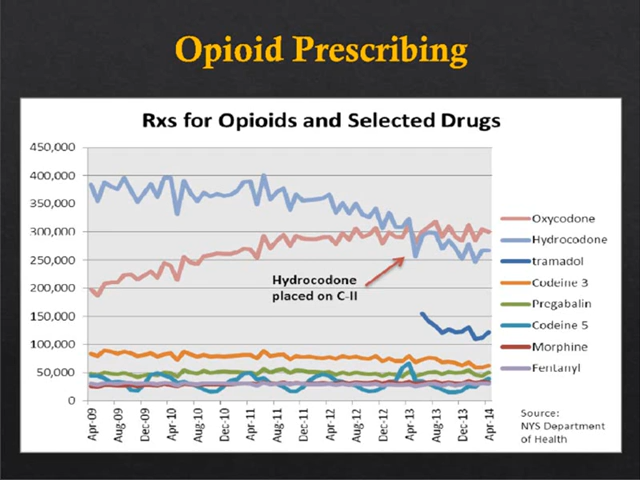 Opioid Prescribing
Rxs for Opioids and Selected Drugs
450,000
400,000
350,000
300,000
250,000
200,000
150,000
100,000
50,000
0
Hydrocodone
placed on C-II
Oxycodone
Hydrocodone
tramadol
Codeine 3
Pregabalin
Codeine 5
Morphine
Fentanyl
Apr-09
Aug-09
Dec-09
Apr-10
Aug-10
Dec-10
Apr-11
Aug-11
Dec-11
Apr-12
Aug-12
Dec-12
Apr-13
Aug-13
Dec-13
Apr-14
Source:
NYS Department
of Health